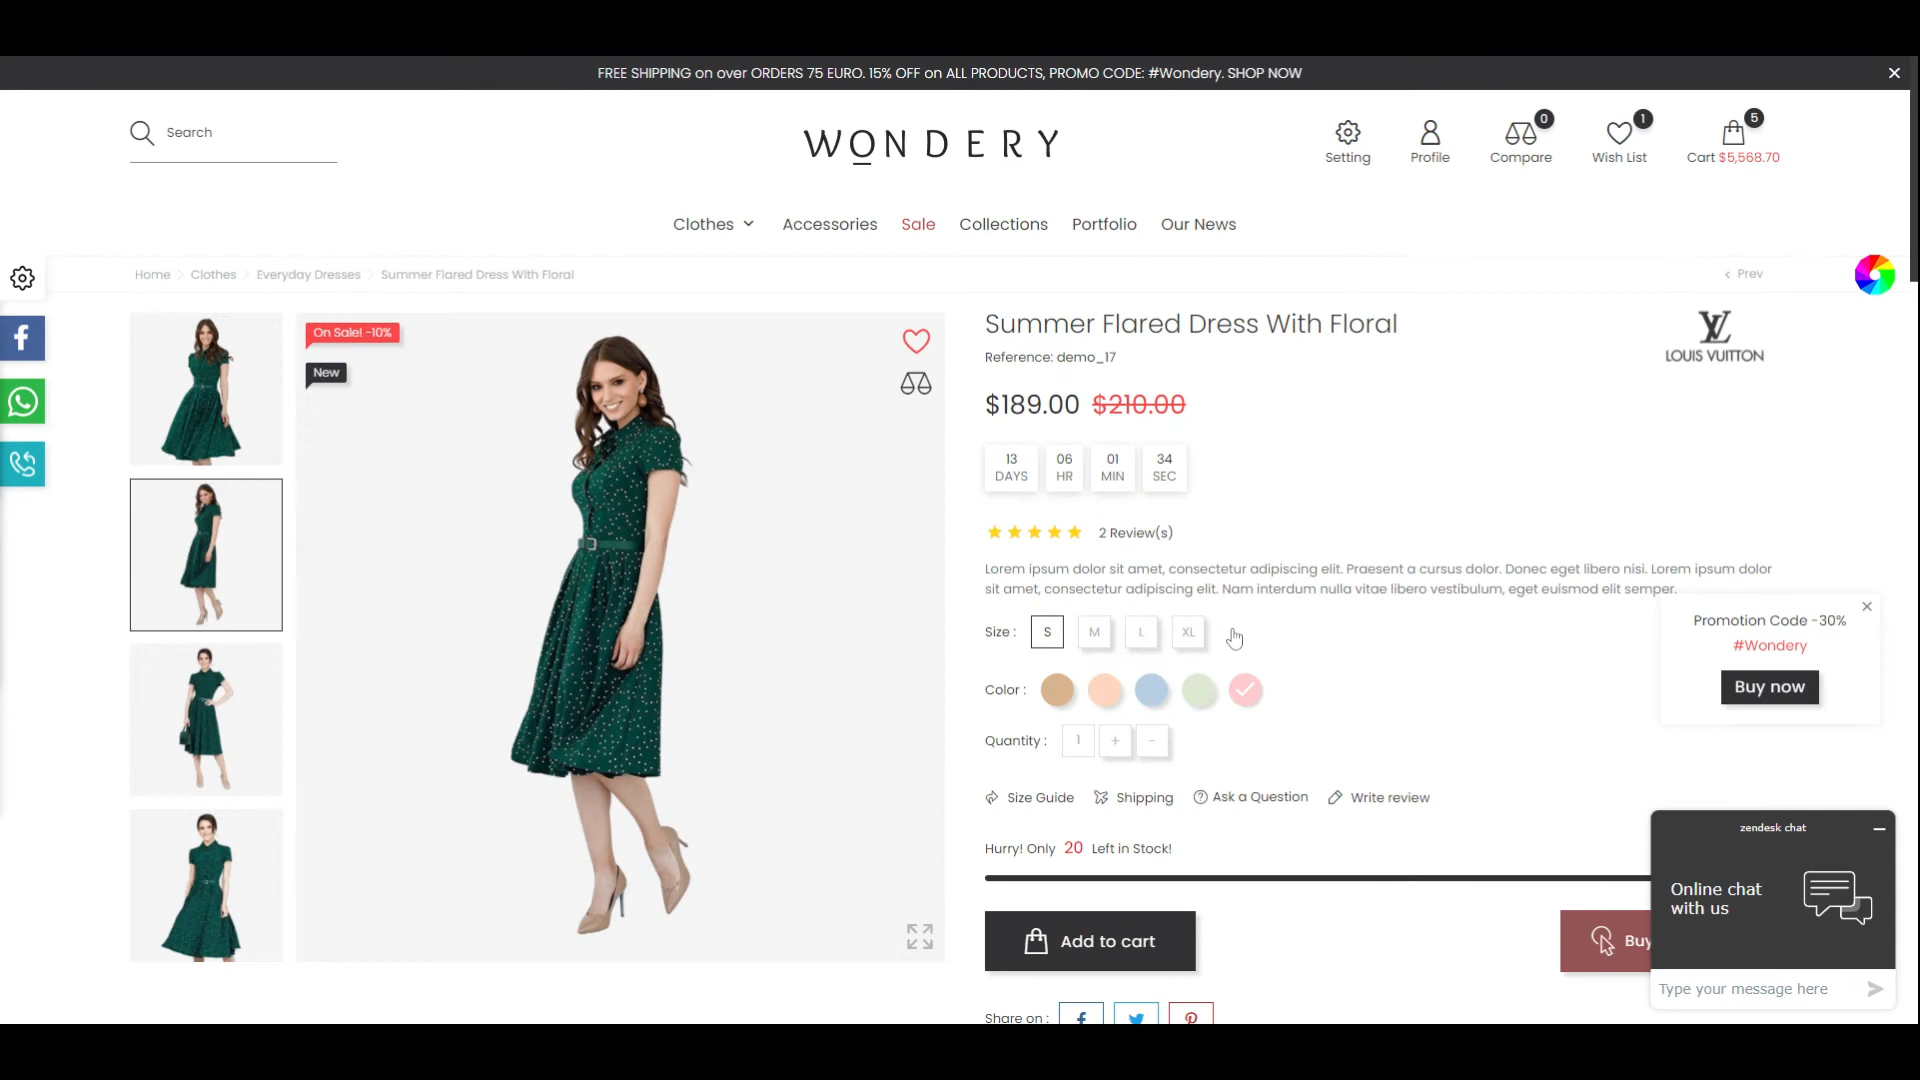 FREE SHIPPING on over ORDERS 75 EURO. 15% OFF on ALL PRODUCTS, PROMO CODE: #Wondery. SHOP NOW
Search
WONDERY
Setting
Profile
0
Compare
1
Wish List
5
Cart $5,568.70
Clothes
Accessories
Sale
Collections
Portfolio
Our News
Home
Clothes
Everyday Dresses
Summer Flared Dress With Floral
Prev
On Sale! -10%
New
Summer Flared Dress With Floral
LV
LOUIS VUITTON
Reference: demo_17
$189.00 $210.00
13 DAYS
06 HR
01 MIN
34 SEC
2 Review(s)
Lorem ipsum dolor sit amet, consectetur adipiscing elit. Praesent a cursus dolor. Donec eget libero nisi. Lorem ipsum dolor
sit amet, consectetur adipiscing elit. Nam interdum nulla vitae libero vestibulum, eget euismod elit semper.
Size : S M L XL
Color :
Quantity : 1 + -
Promotion Code -30%
#Wondery
Buy now
Size Guide
Shipping
Ask a Question
Write review
Hurry! Only 20 Left in Stock!
Add to cart
Buy
Share on :
zendesk chat
Online chat
with us
Type your message here